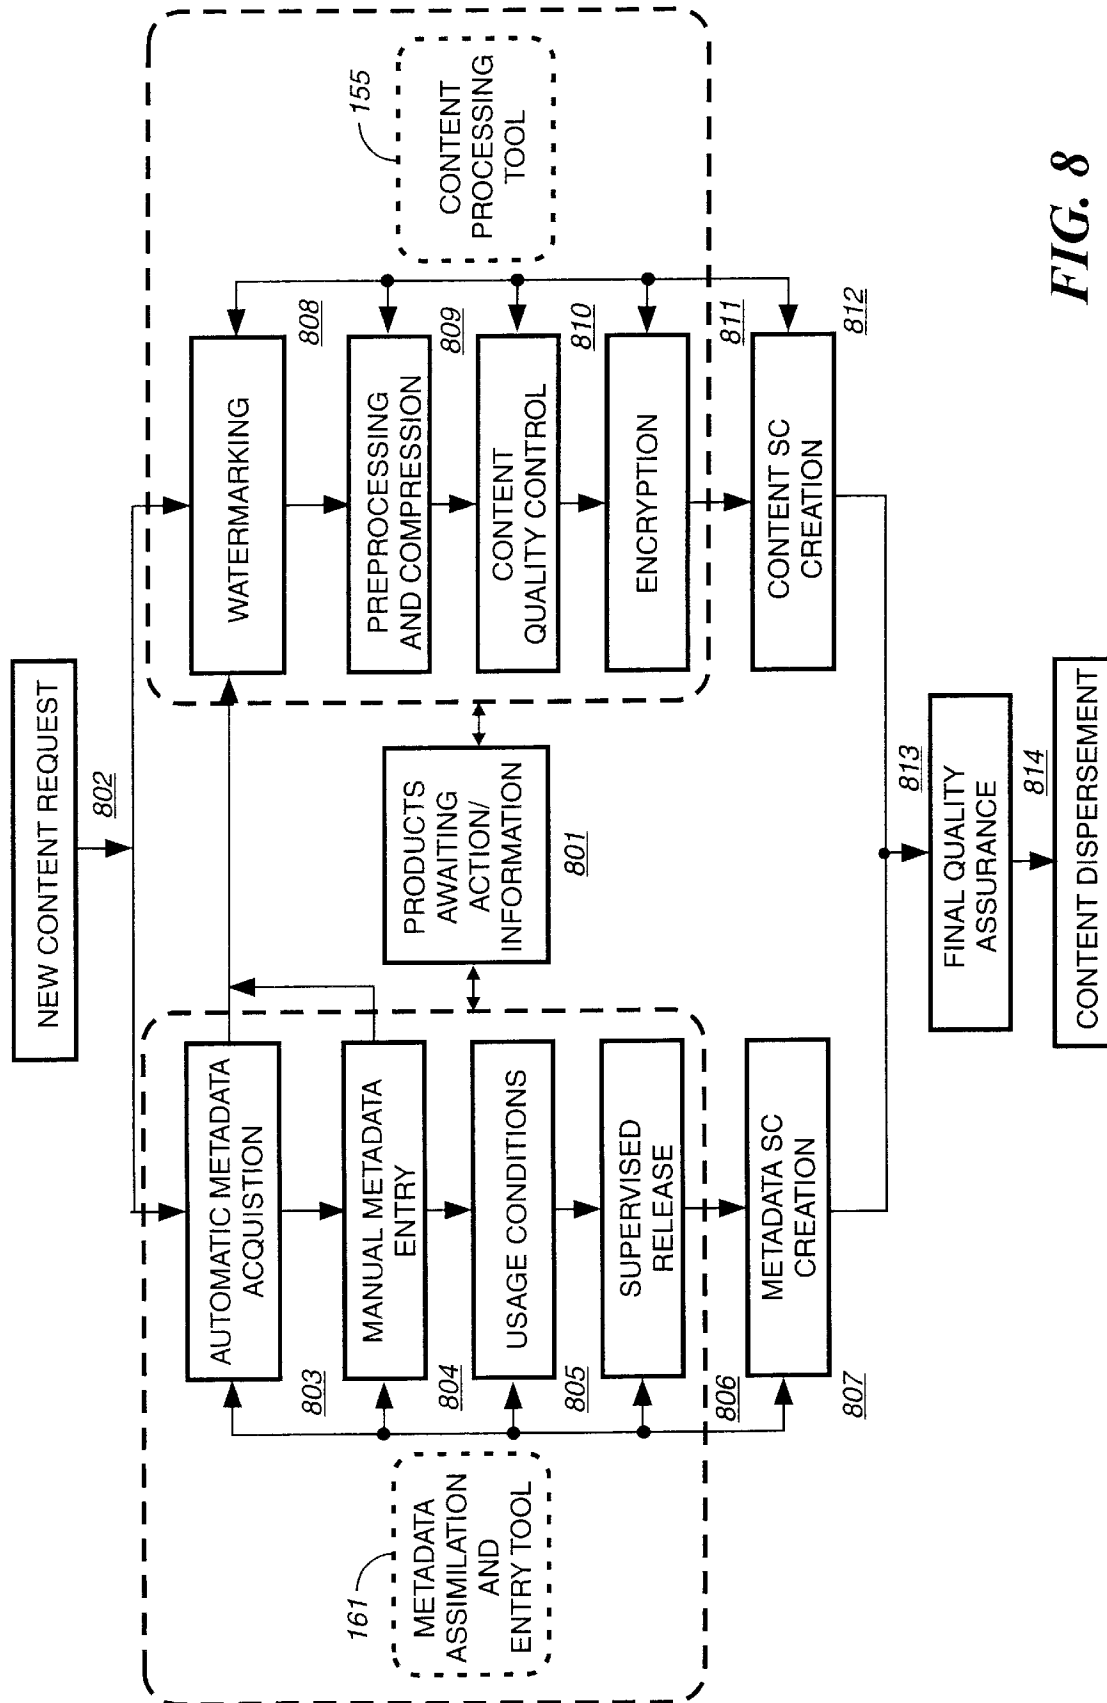 NEW CONTENT REQUEST
802
161
METADATA
ASSIMILATION
AND
ENTRY TOOL
AUTOMATIC METADATA
ACQUISTION
803
MANUAL METADATA
ENTRY
804
USAGE CONDITIONS
805
SUPERVISED
RELEASE
806
METADATA SC
CREATION
807
PRODUCTS
AWAITING
ACTION/
INFORMATION
801
WATERMARKING
808
PREPROCESSING
AND COMPRESSION
809
CONTENT
QUALITY CONTROL
810
ENCRYPTION
811
CONTENT SC
CREATION
812
155
CONTENT
PROCESSING
TOOL
FINAL QUALITY
ASSURANCE
813
CONTENT DISPERSEMENT
814
FIG. 8